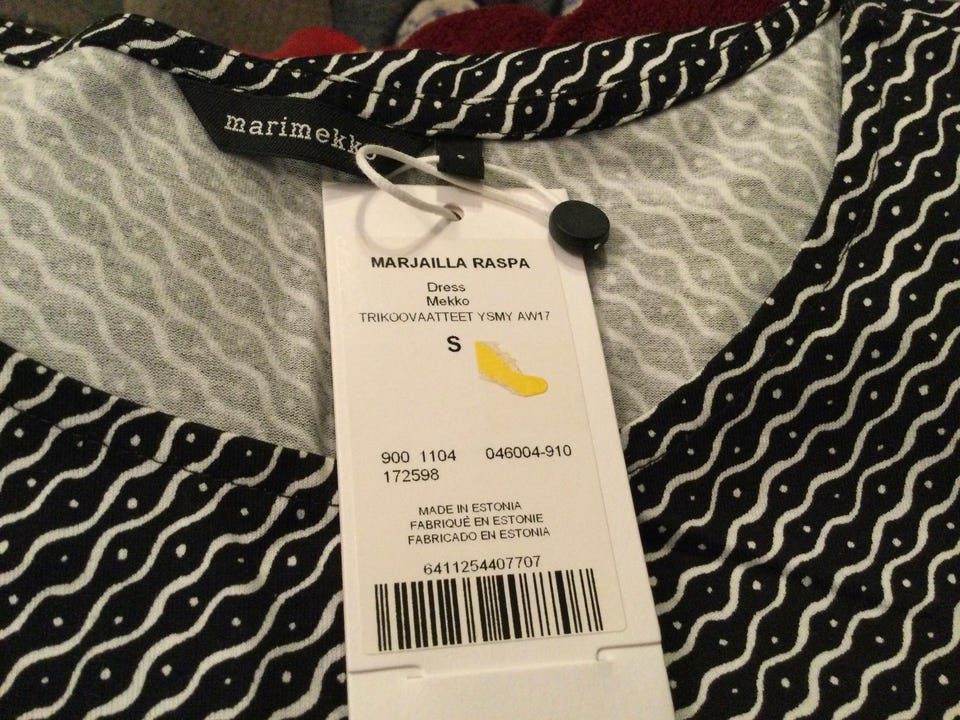 marimekko
MARJAILLA RASPA
Dress
Mekko
TRIKOOVAATTEET YSMY AW17
S
900 1104 046004-910
172598
MADE IN ESTONIA
FABRIQUÉ EN ESTONIE
FABRICADO EN ESTONIA
6411254407707